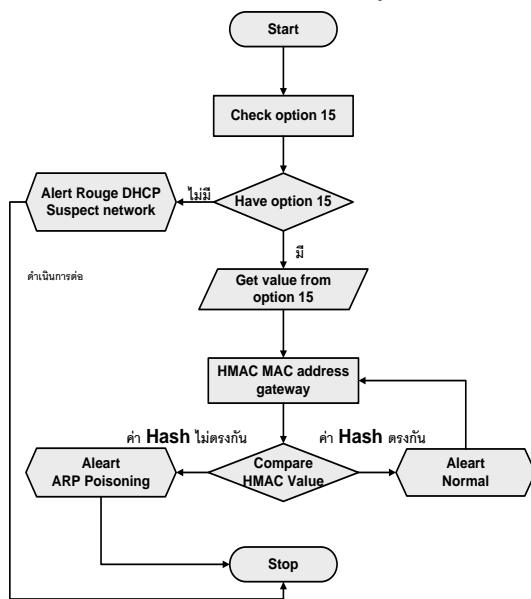 Start
Check option 15
Alert Rouge DHCP
Suspect network
ไม่มี
Have option 15
มี
ดำเนินการต่อ
Get value from
option 15
HMAC MAC address
gateway
ค่า Hash ไม่ตรงกัน
ค่า Hash ตรงกัน
Aleart
ARP Poisoning
Compare
HMAC Value
Aleart
Normal
Stop